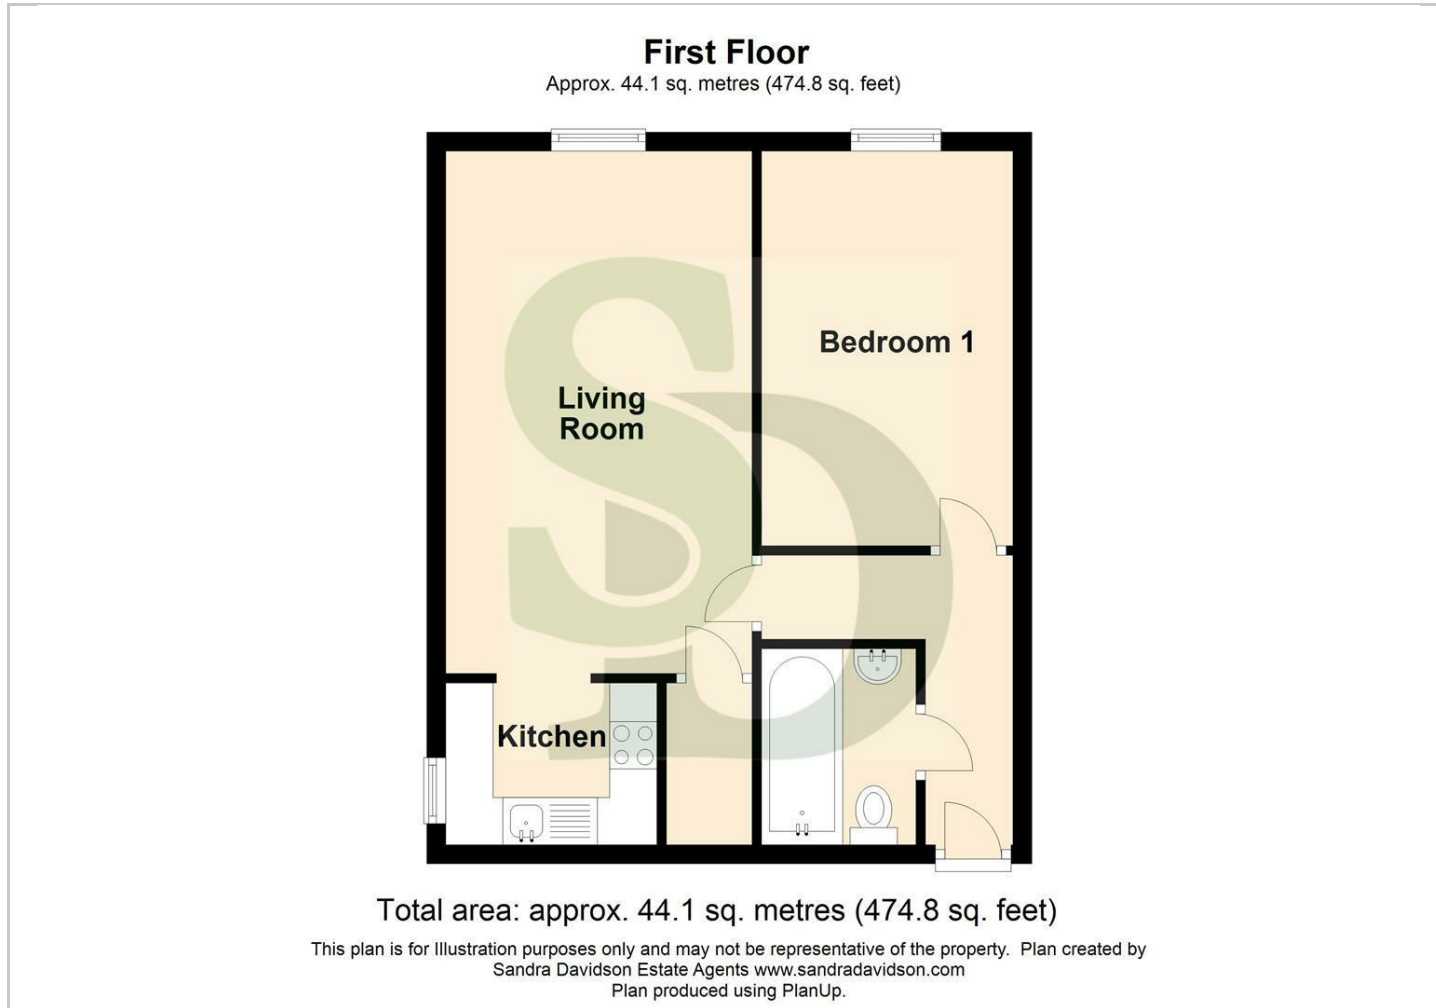 First Floor
Approx. 44.1 sq. metres (474.8 sq. feet)
Bedroom 1
Living
Room
Kitchen
Total area: approx. 44.1 sq. metres (474.8 sq. feet)
This plan is for Illustration purposes only and may not be representative of the property. Plan created by
Sandra Davidson Estate Agents www.sandradavidson.com
Plan produced using PlanUp.
SD